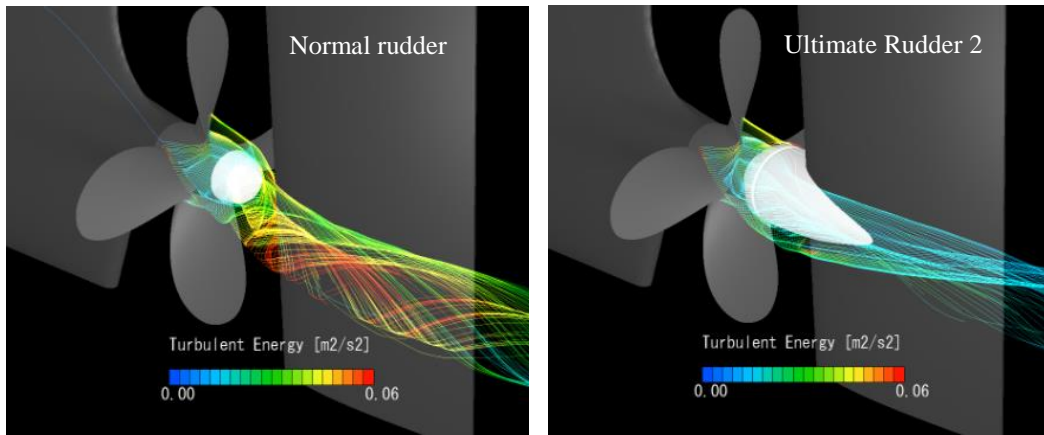 Normal rudder
Turbulent Energy [m2/s2]
0.00 0.06
Ultimate Rudder 2
Turbulent Energy [m2/s2]
0.00 0.06